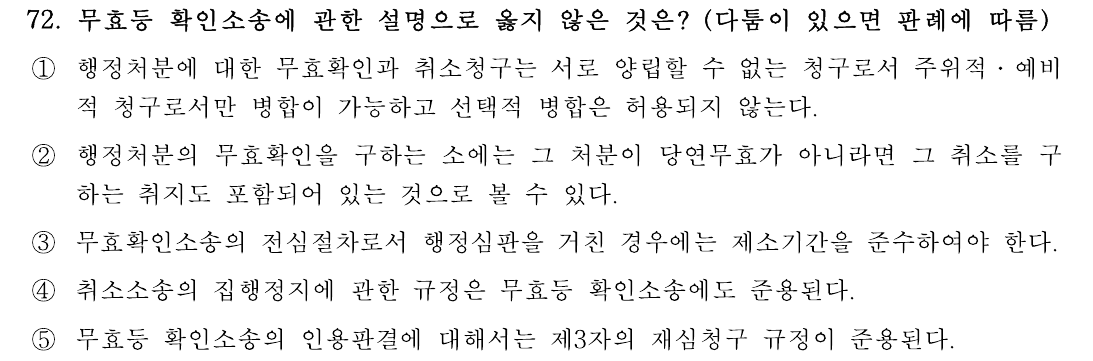 72. 무효등 확인소송에 관한 설명으로 옳지 않은 것은? (다툼이 있으면 판례에 따름)
① 행정처분에 대한 무효확인과 취소청구는 서로 양립할 수 없는 청구로서 주위적·예비
적 청구로서만 병합이 가능하고 선택적 병합은 허용되지 않는다.
② 행정처분의 무효확인을 구하는 소에는 그 처분이 당연무효가 아니라면 그 취소를 구
하는 취지도 포함되어 있는 것으로 볼 수 있다.
③ 무효확인소송의 전심절차로서 행정심판을 거친 경우에는 제소기간을 준수하여야 한다.
④ 취소소송의 집행정지에 관한 규정은 무효등 확인소송에도 준용된다.
⑤ 무효등 확인소송의 인용판결에 대해서는 제3자의 재심청구 규정이 준용된다.